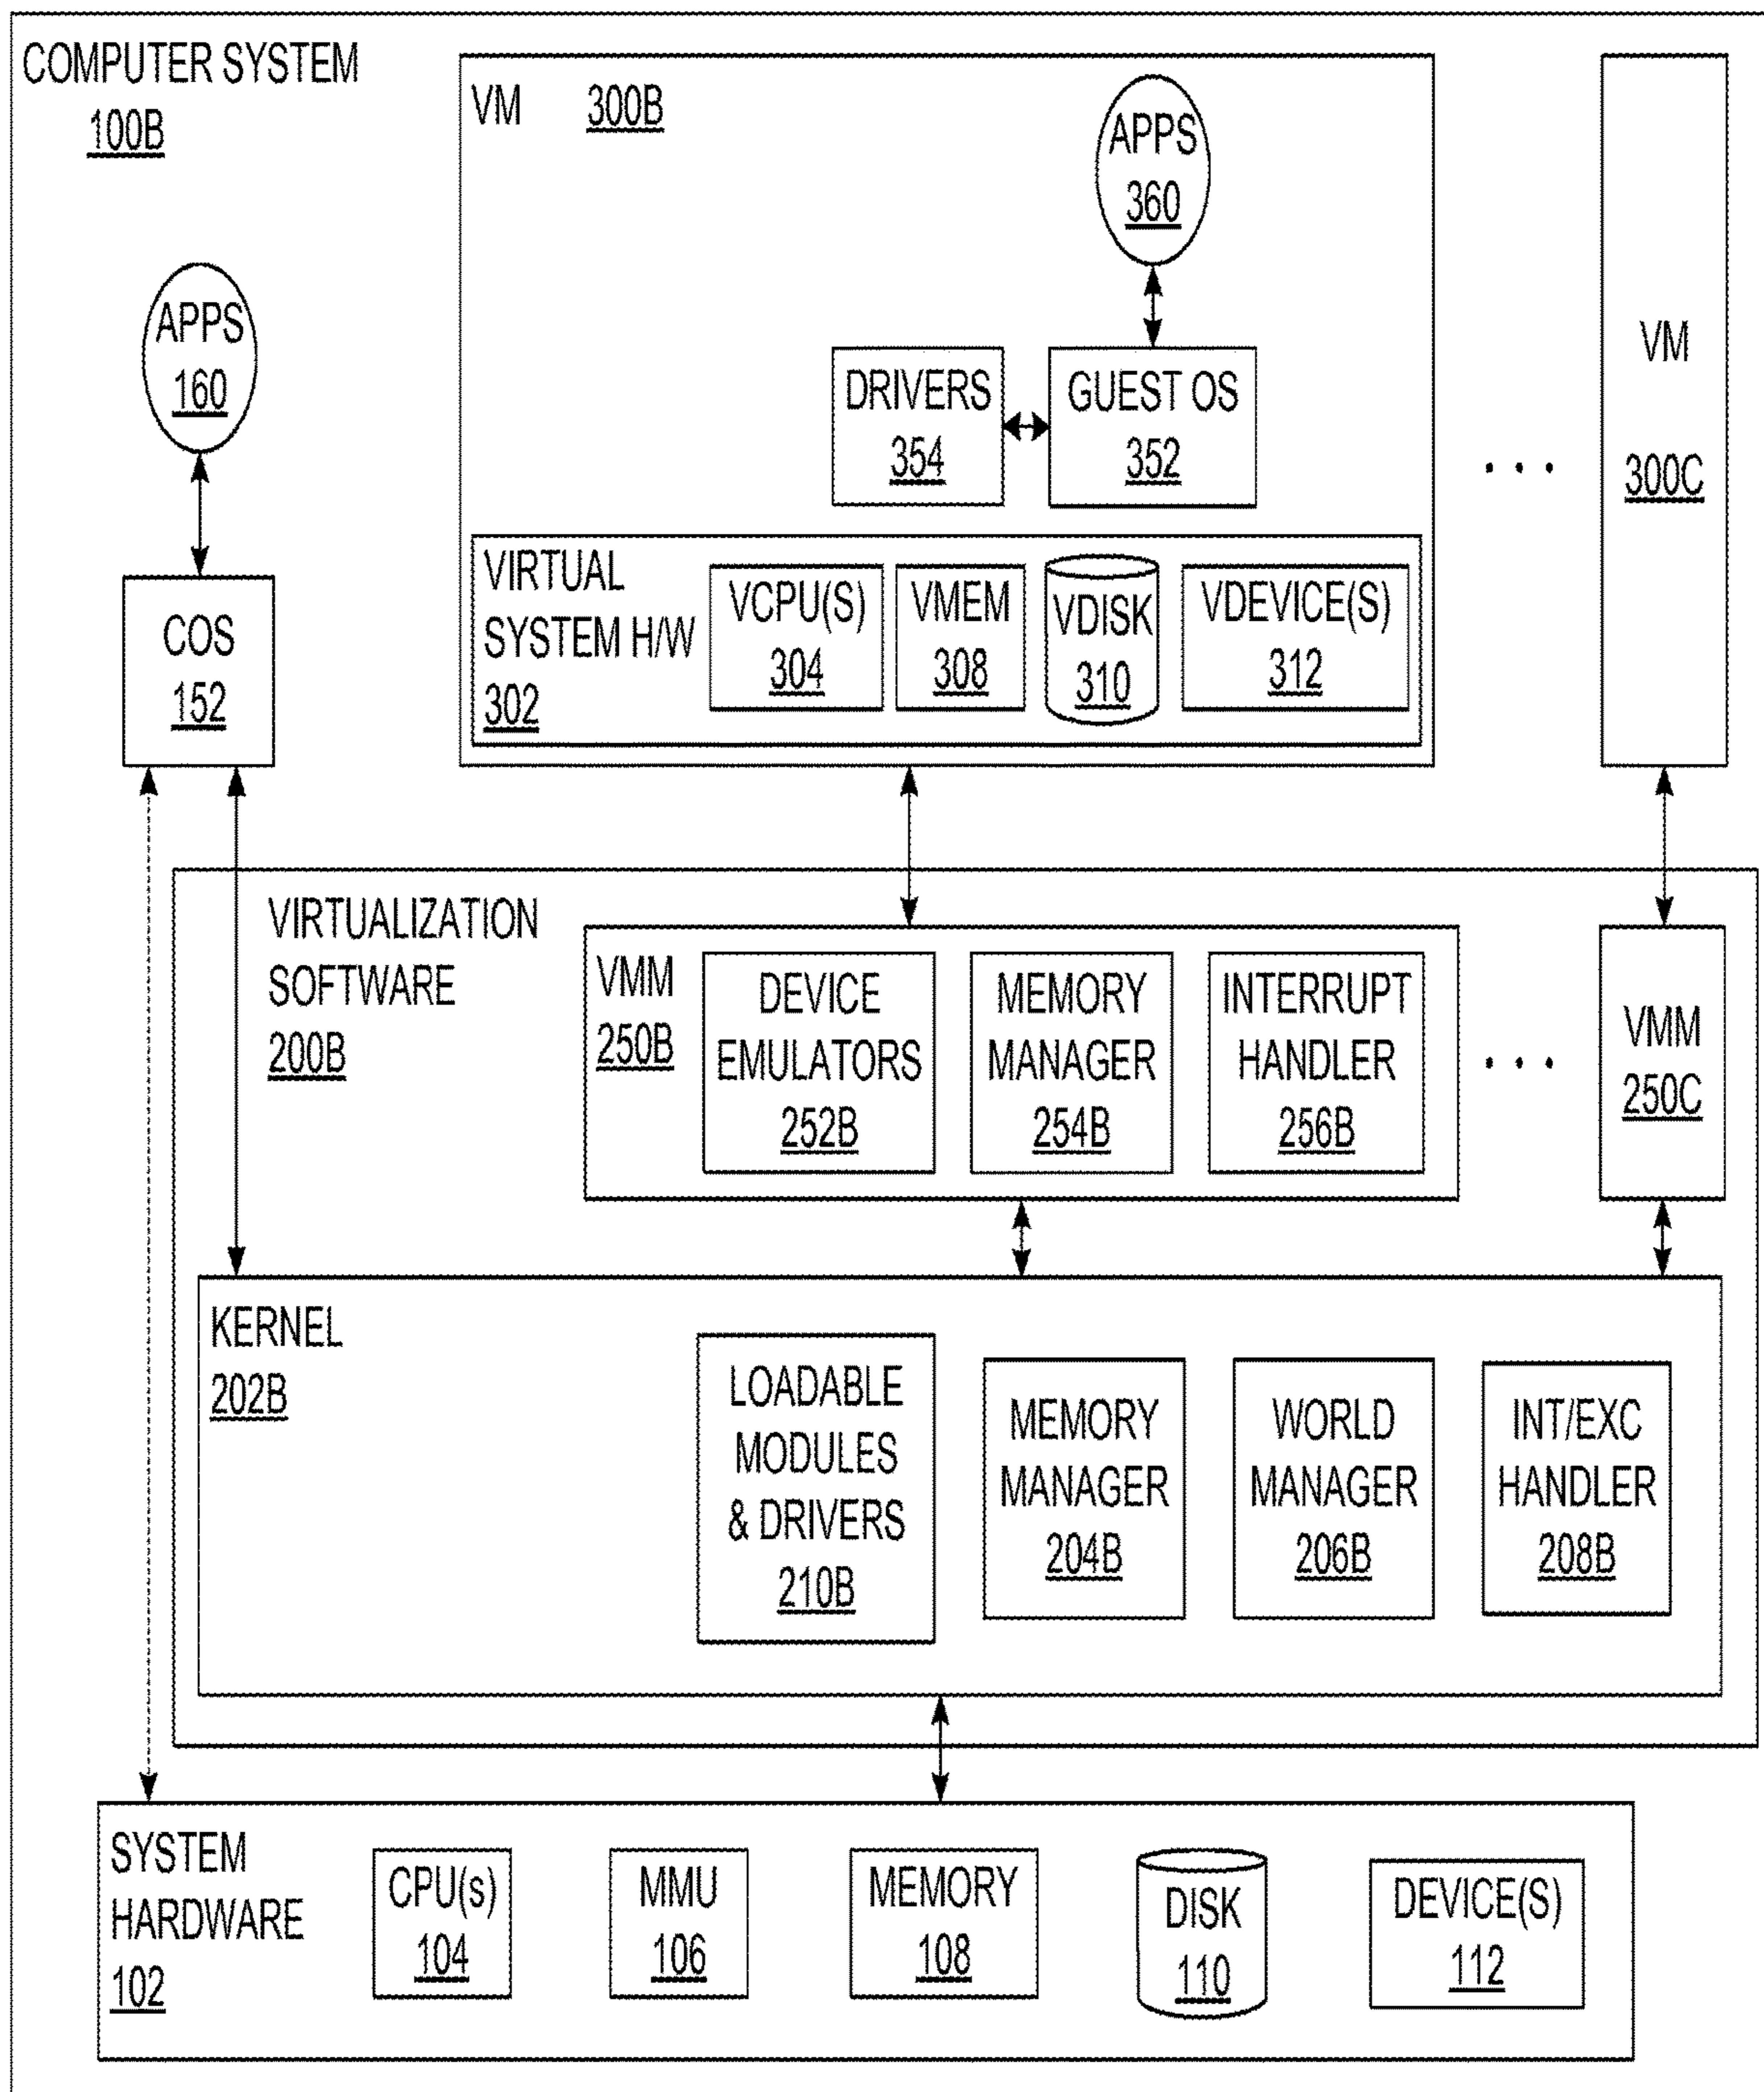 COMPUTER SYSTEM
100B
VM 300B
APPS
360
APPS
160
DRIVERS
354
GUEST OS
352
VM
300C
. . .
COS
152
VIRTUAL
SYSTEM H/W
302
VCPU(S)
304
VMEM
308
VDISK
310
VDEVICE(S)
312
VIRTUALIZATION
SOFTWARE
200B
VMM
250B
DEVICE
EMULATORS
252B
MEMORY
MANAGER
254B
INTERRUPT
HANDLER
256B
. . .
VMM
250C
KERNEL
202B
LOADABLE
MODULES
& DRIVERS
210B
MEMORY
MANAGER
204B
WORLD
MANAGER
206B
INT/EXC
HANDLER
208B
SYSTEM
HARDWARE
102
CPU(s)
104
MMU
106
MEMORY
108
DISK
110
DEVICE(S)
112